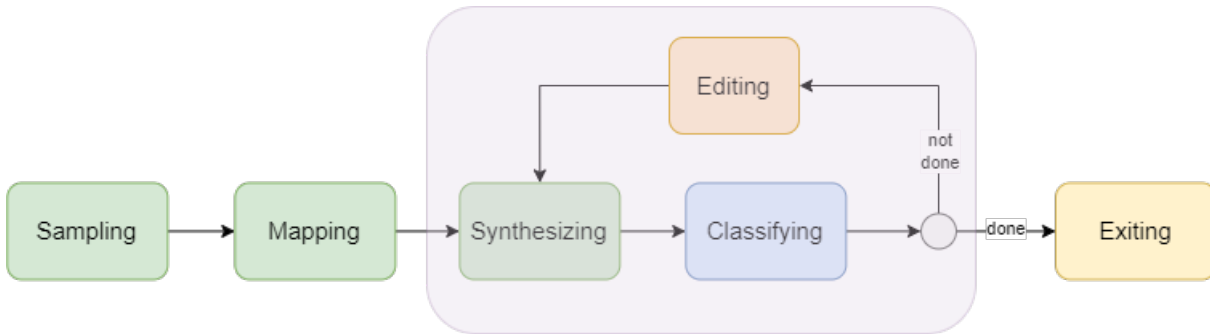 Editing
not
done
Sampling
Mapping
Synthesizing
Classifying
done
Exiting